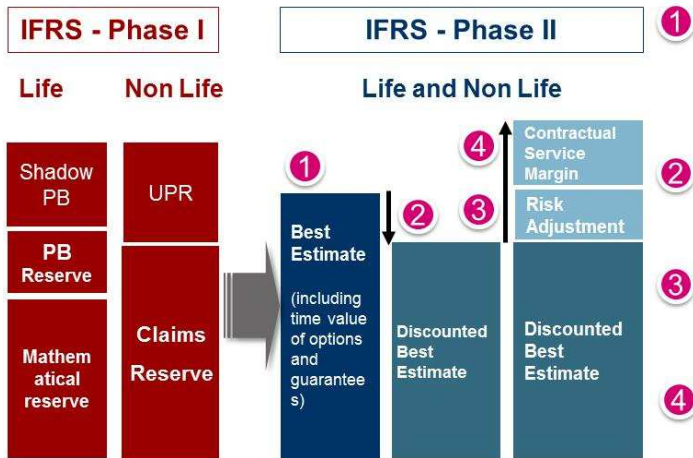 IFRS - Phase I
IFRS - Phase II
1
Life
Non Life
Life and Non Life
Shadow
PB
PB
Reserve
Mathem
atical
reserve
UPR
Claims
Reserve
1
Best
Estimate
(including
time value
of options
and
guarantee
s)
2
Discounted
Best
Estimate
4
3
Contractual
Service
Margin
Risk
Adjustment
Discounted
Best
Estimate
2
3
4